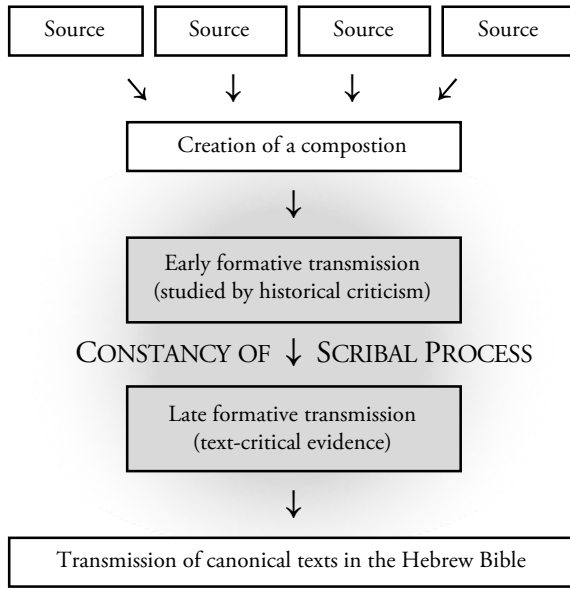 Source Source Source Source
Creation of a compostion
Early formative transmission
(studied by historical criticism)
CONSTANCY OF SCRIBAL PROCESS
Late formative transmission
(text-critical evidence)
Transmission of canonical texts in the Hebrew Bible